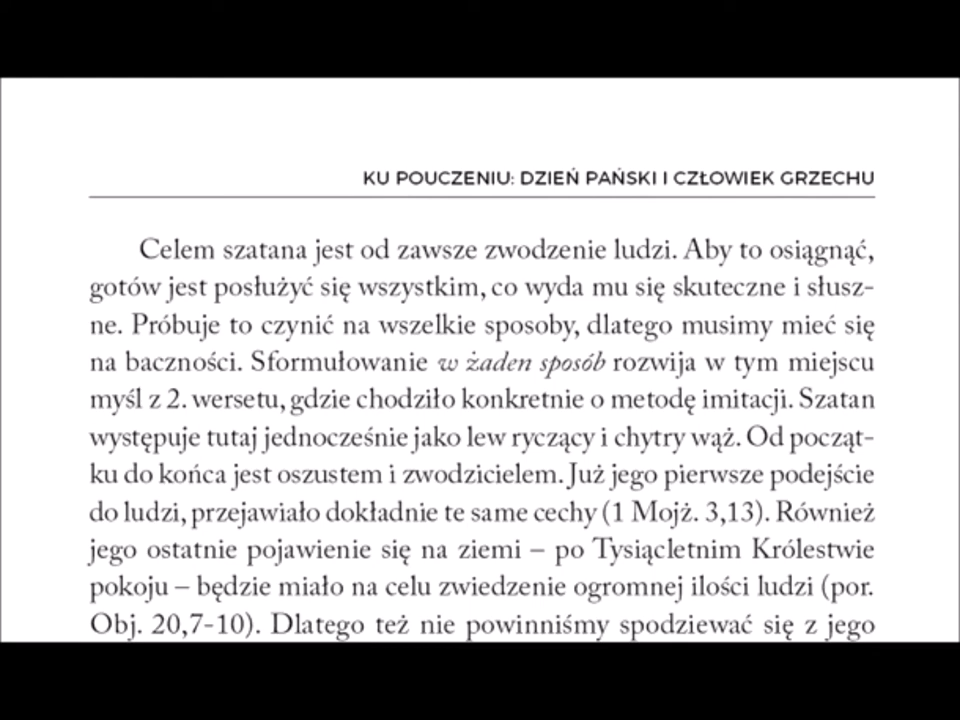 KU POUCZENIU: DZIEŃ PAŃSKI I CZŁOWIEK GRZECHU
Celem szatana jest od zawsze zwodzenie ludzi. Aby to osiągnąć,
gotów jest posłużyć się wszystkim, co wyda mu się skuteczne i słusz-
ne. Próbuje to czynić na wszelkie sposoby, dlatego musimy mieć się
na baczności. Sformułowanie w żaden sposób rozwija w tym miejscu
myśl z 2. wersetu, gdzie chodziło konkretnie o metodę imitacji. Szatan
występuje tutaj jednocześnie jako lew ryczący i chytry wąż. Od począt-
ku do końca jest oszustem i zwodzicielem. Już jego pierwsze podejście
do ludzi, przejawiało dokładnie te same cechy (1 Mojż. 3,13). Również
jego ostatnie pojawienie się na ziemi – po Tysiącletnim Królestwie
pokoju – będzie miało na celu zwiedzenie ogromnej ilości ludzi (por.
Obj. 20,7-10). Dlatego też nie powinniśmy spodziewać się z jego